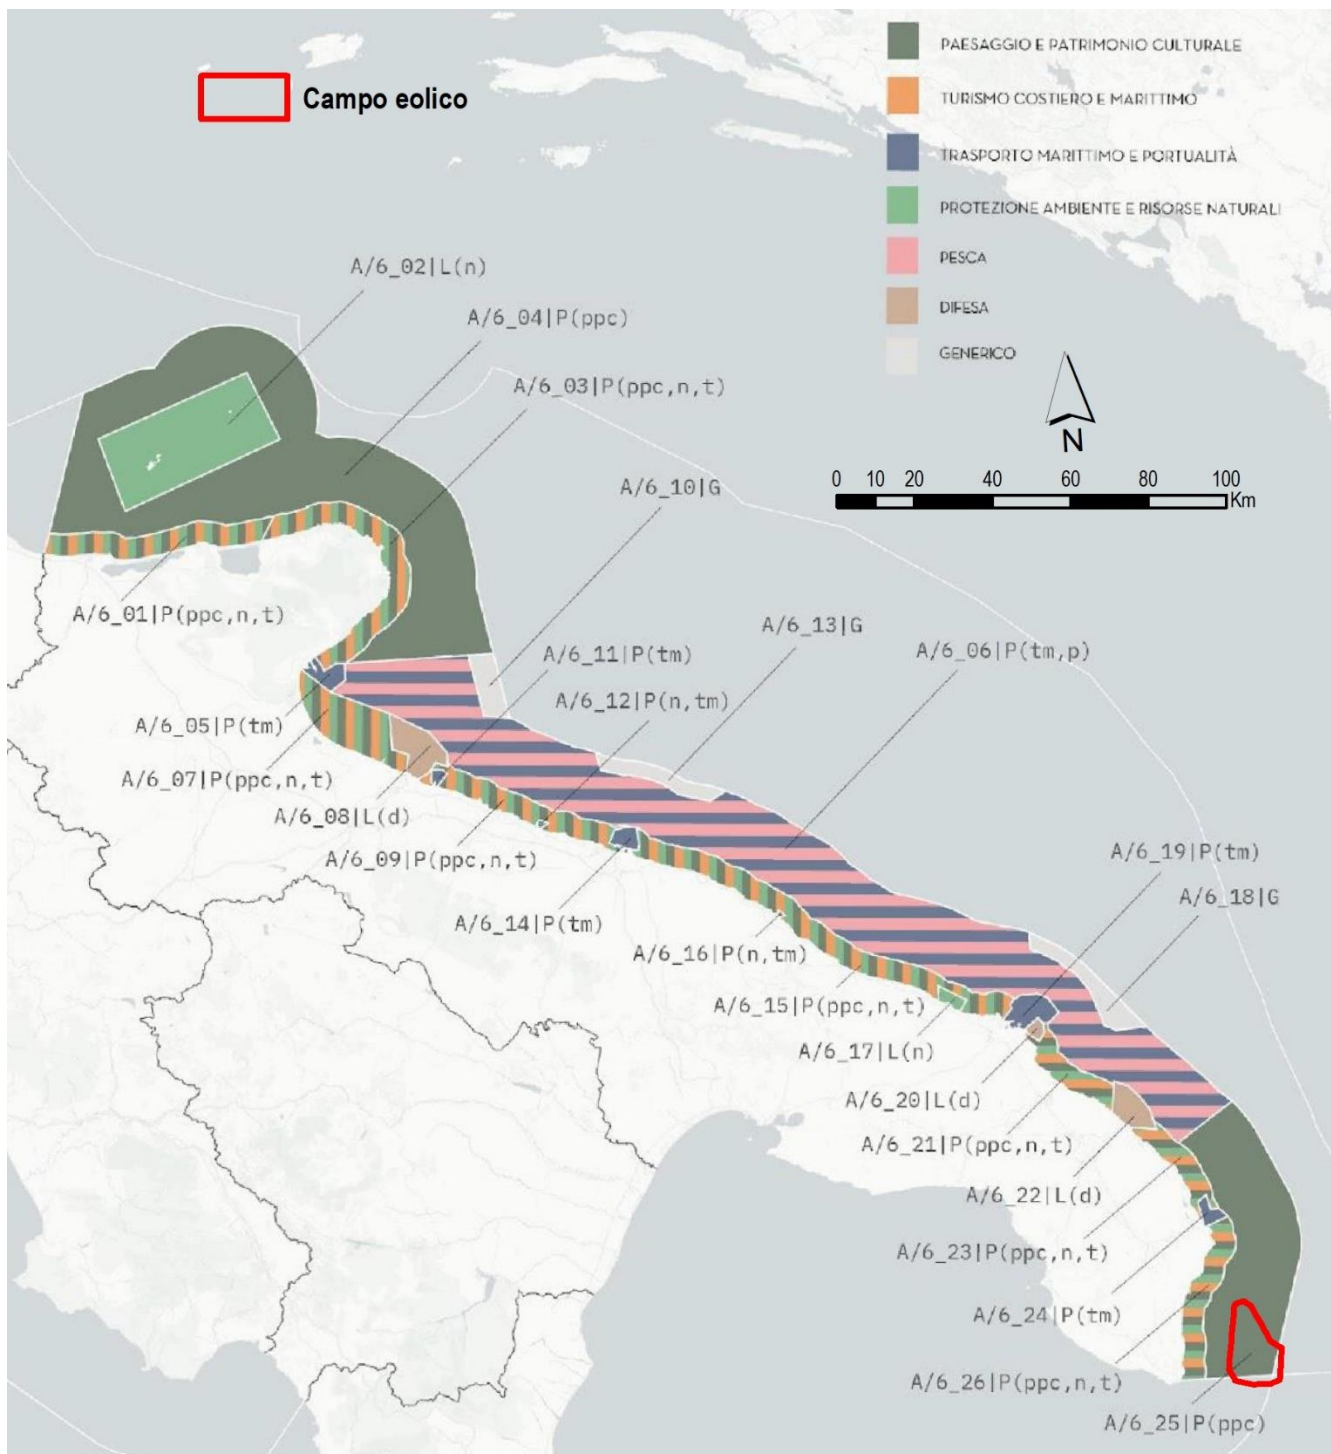 PAESAGGIO E PATRIMONIO CULTURALE
Campo eolico
TURISMO COSTIERO E MARITTIMO
TRASPORTO MARITTIMO E PORTUALITÀ
PROTEZIONE AMBIENTE E RISORSE NATURALI
PESCA
DIFESA
GENERICO
A/6_02|L(n)
A/6_04|P(ppc)
A/6_03|P(ppc,n,t)
N
0 10 20 40 60 80 100
Km
A/6_10|G
A/6_01|P(ppc,n,t)
A/6_13|G
A/6_11|P(tm)
A/6_06|P(tm,p)
A/6_12|P(n,tm)
A/6_05|P(tm)
A/6_07|P(ppc,n,t)
A/6_08|L(d)
A/6_09|P(ppc,n,t)
A/6_19|P(tm)
A/6_18|G
A/6_14|P(tm)
A/6_16|P(n,tm)
A/6_15|P(ppc,n,t)
A/6_17|L(n)
A/6_20|L(d)
A/6_21|P(ppc,n,t)
A/6_22|L(d)
A/6_23|P(ppc,n,t)
A/6_24|P(tm)
A/6_26|P(ppc,n,t)
A/6_25|P(ppc)